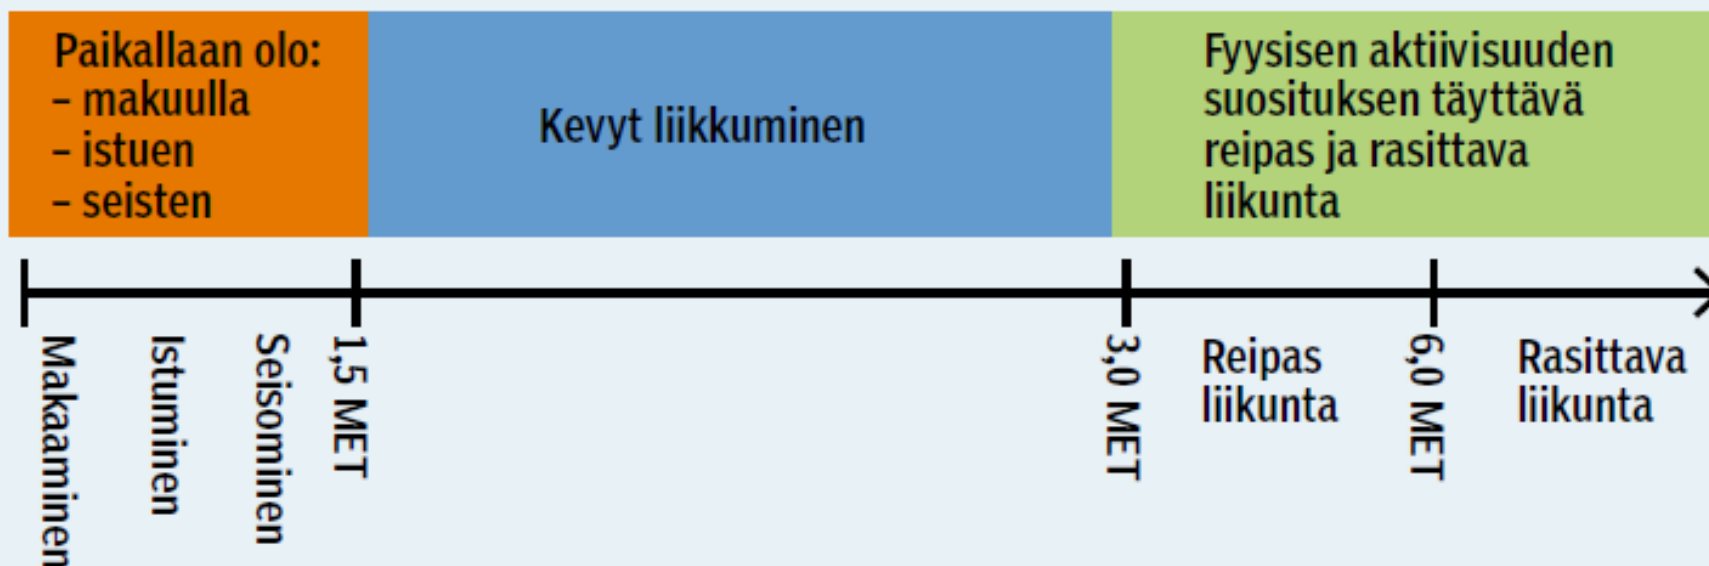 Paikallaan olo:
– makuulla
– istuen
– seisten
Kevyt liikkuminen
Fyysisen aktiivisuuden
suosituksen täyttävä
reipas ja rasittava
liikunta
Makaaminen
Istuminen
Seisominen
1,5 MET
3,0 MET
Reipas
liikunta
6,0 MET
Rasittava
liikunta